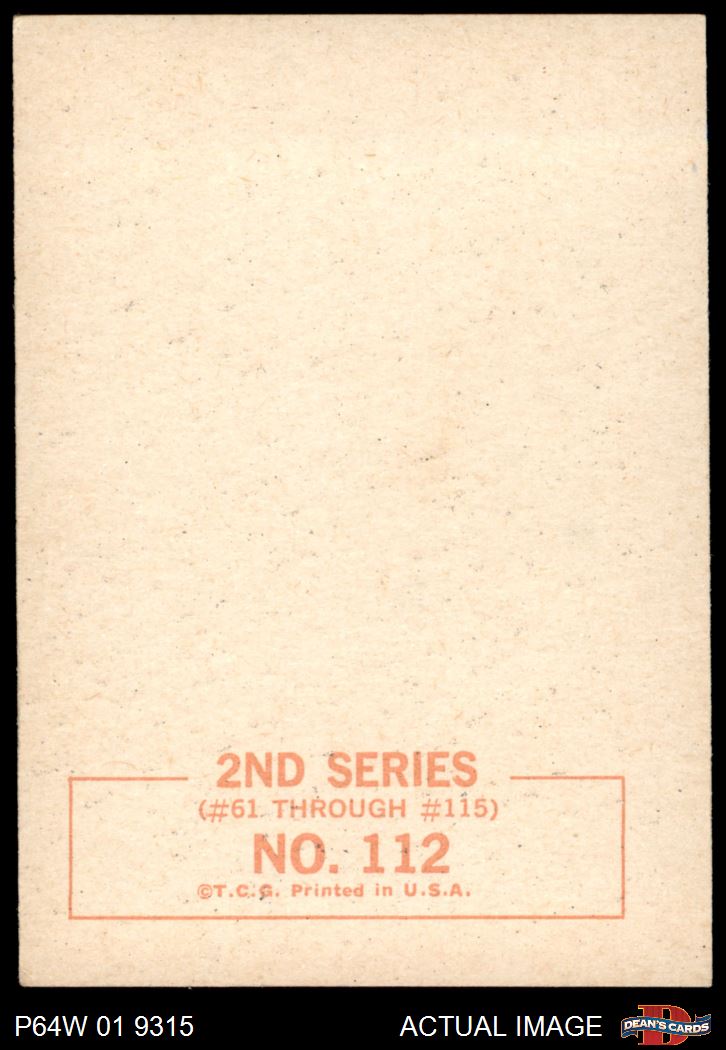 2ND SERIES
(#61 THROUGH #115)
NO. 112
©T.C.G. Printed in U.S.A.
P64W 01 9315
ACTUAL IMAGE
DEAN'S CARDS